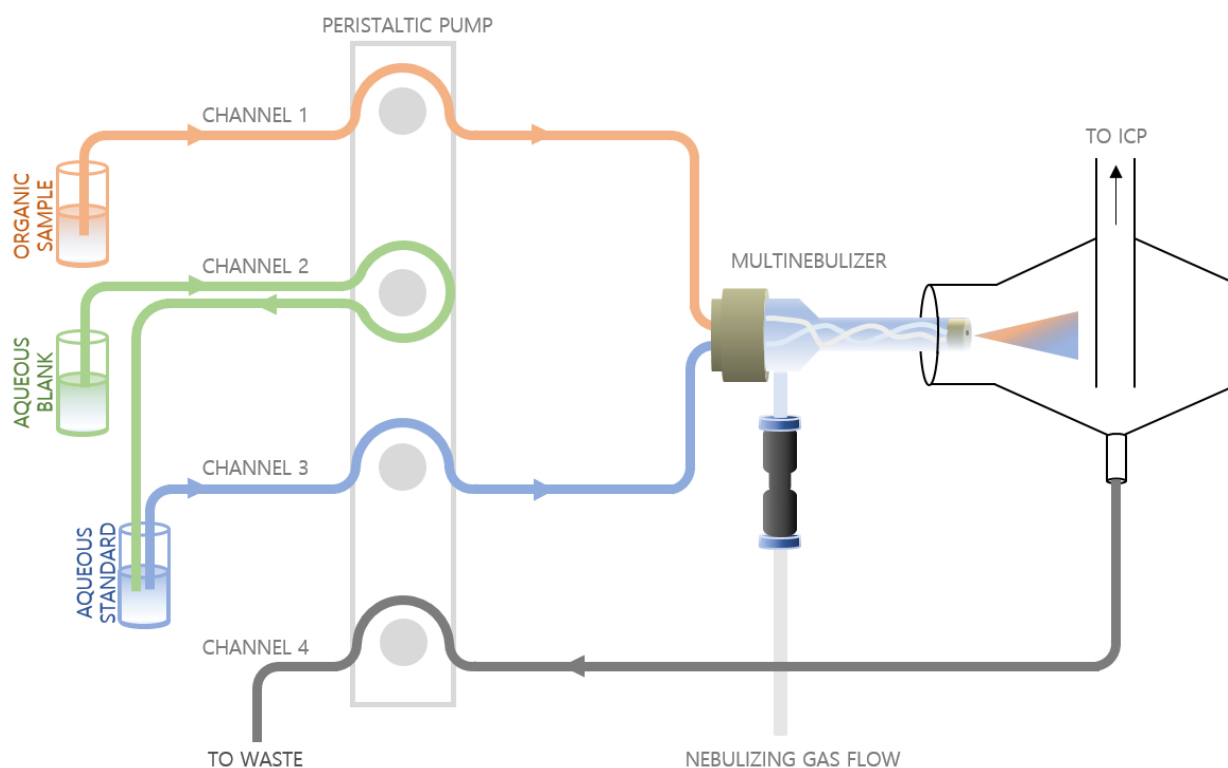 PERISTALTIC PUMP
CHANNEL 1
TO ICP
ORGANIC
SAMPLE
CHANNEL 2
MULTINEBULIZER
AQUEOUS
BLANK
CHANNEL 3
AQUEOUS
STANDARD
CHANNEL 4
TO WASTE
NEBULIZING GAS FLOW